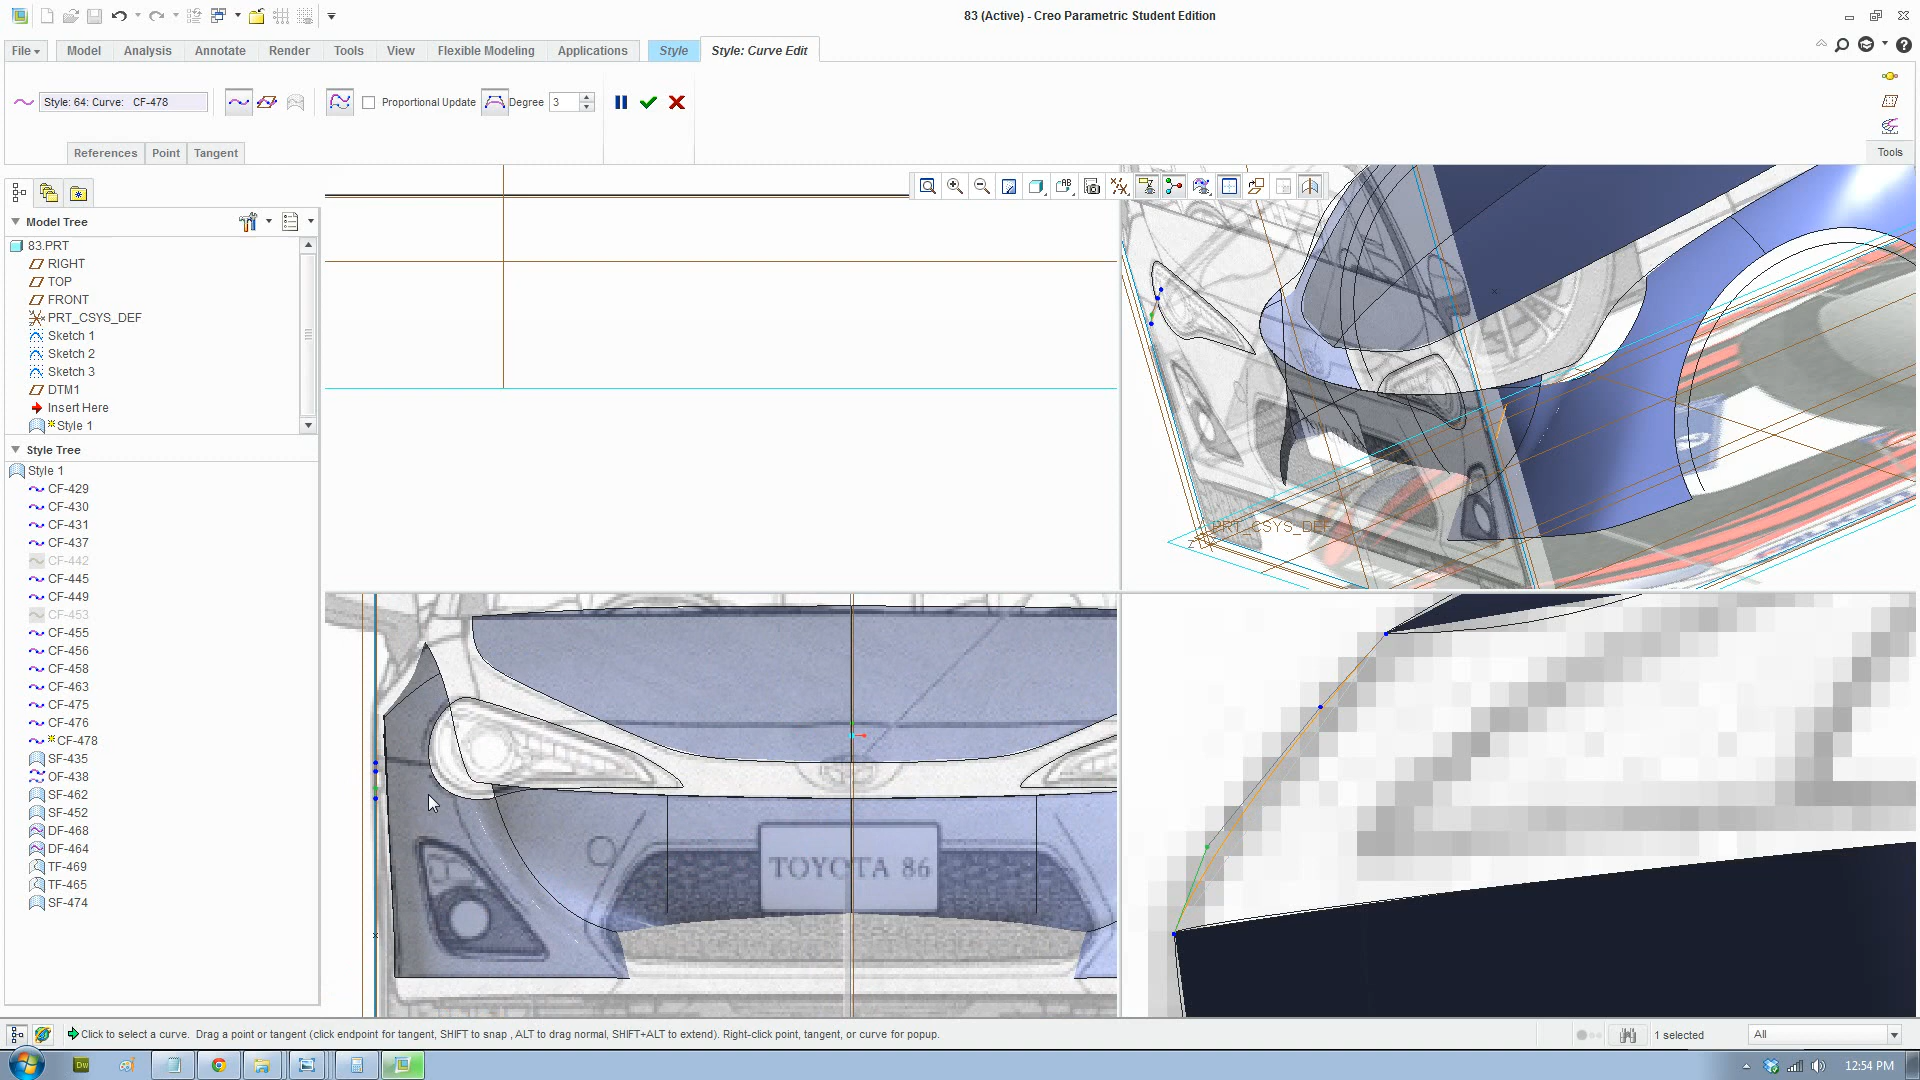 83 (Active) - Creo Parametric Student Edition
File
Model
Analysis
Annotate
Render
Tools
View
Flexible Modeling
Applications
Style
Style: Curve Edit
Style: 64: Curve: CF-478
Proportional Update
Degree
3
References
Point
Tangent
Tools
Model Tree
83.PRT
RIGHT
TOP
FRONT
PRT_CSYS_DEF
Sketch 1
Sketch 2
Sketch 3
DTM1
Insert Here
Style 1
Style Tree
Style 1
CF-429
CF-430
CF-431
CF-437
CF-442
CF-445
CF-449
CF-453
CF-455
CF-456
CF-458
CF-463
CF-475
CF-476
CF-478
SF-435
OF-438
SF-462
SF-452
DF-468
DF-464
TF-469
TF-465
SF-474
PRT_CSYS_DEF
TOYOTA 86
Click to select a curve. Drag a point or tangent (click endpoint for tangent, SHIFT to snap , ALT to drag normal, SHIFT+ALT to extend). Right-click point, tangent, or curve for popup.
1 selected
All
Dw
12:54 PM